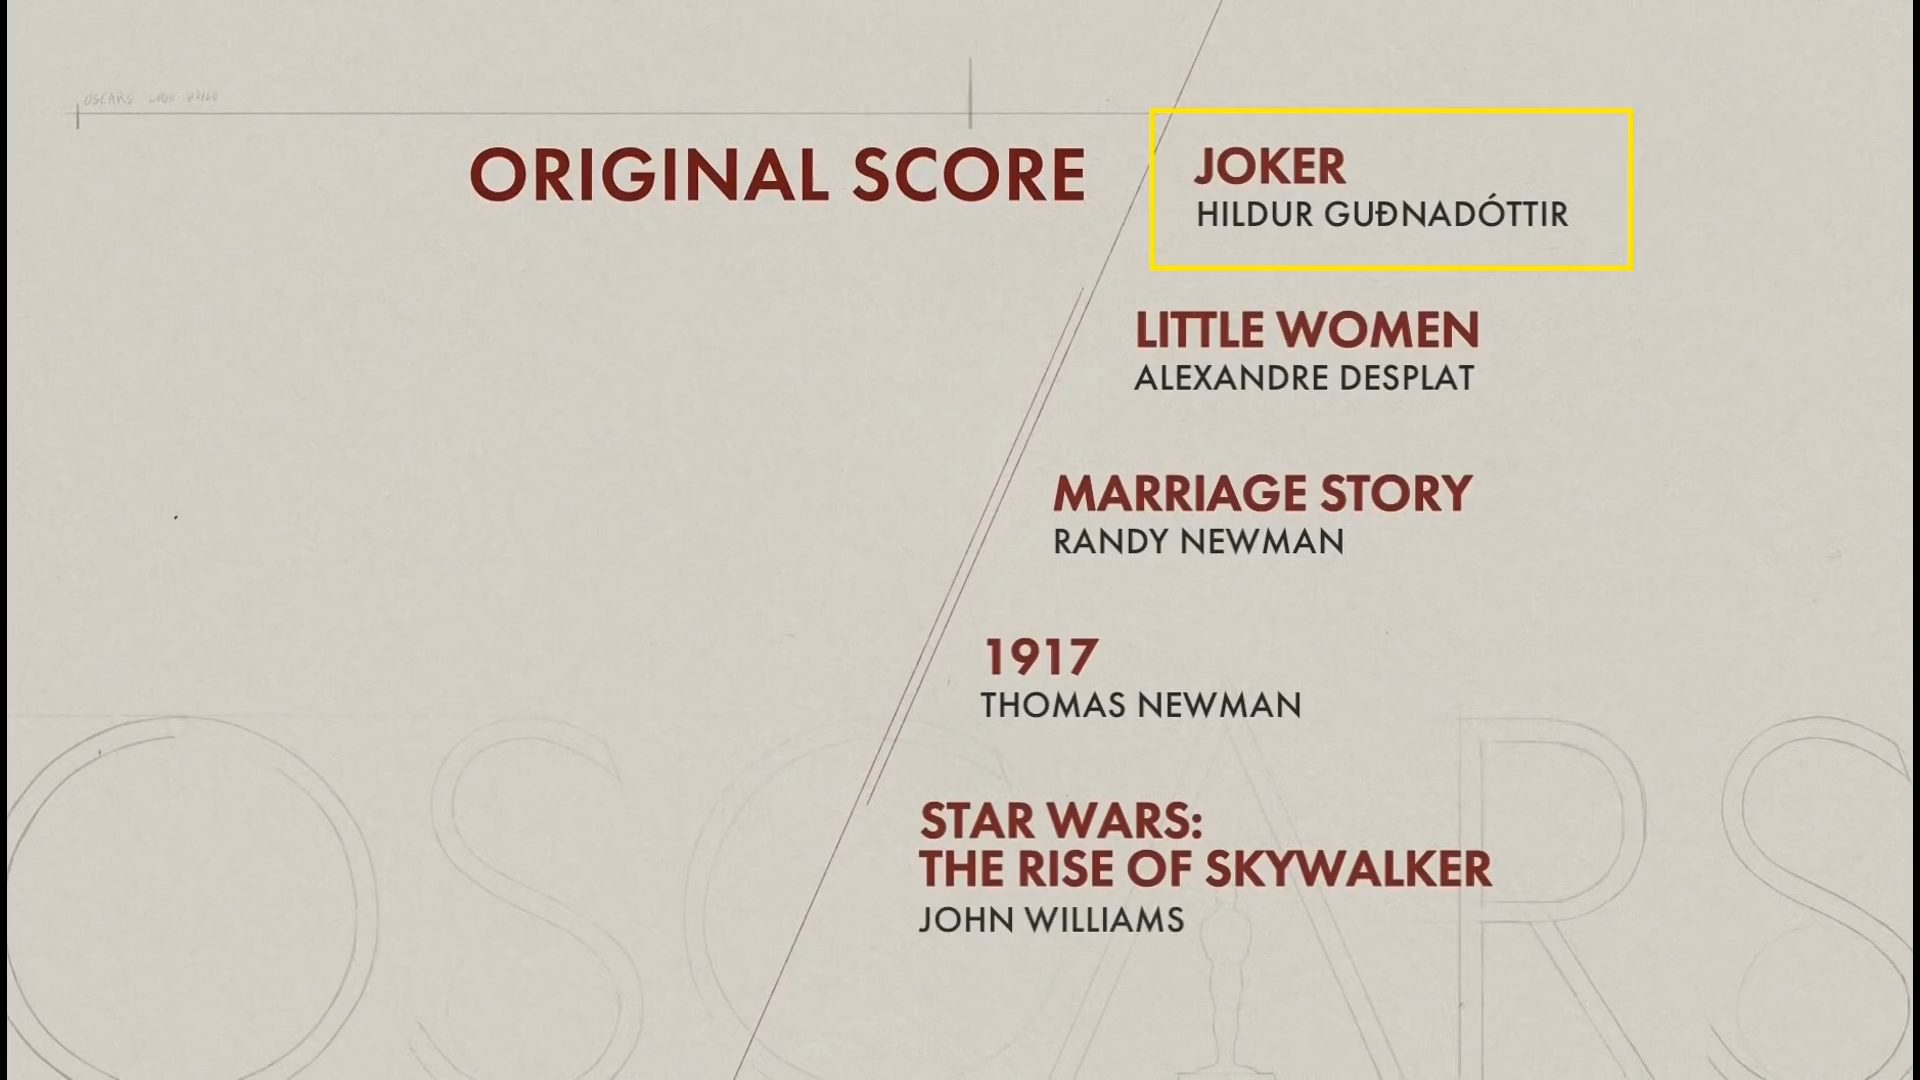 ORIGINAL SCORE
JOKER
HILDUR GUÐNADÓTTIR
LITTLE WOMEN
ALEXANDRE DESPLAT
MARRIAGE STORY
RANDY NEWMAN
1917
THOMAS NEWMAN
STAR WARS:
THE RISE OF SKYWALKER
JOHN WILLIAMS
OSCARS